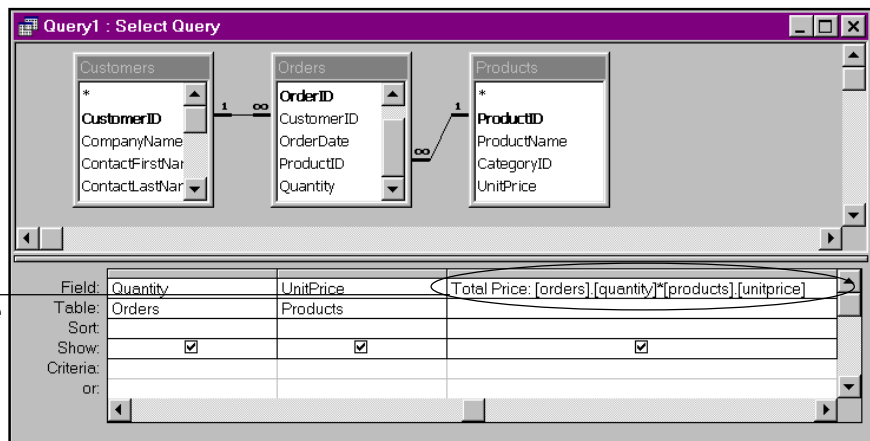 Query1 : Select Query
Customers Orders Products
* OrderID *
CustomerID CustomerID ProductID
CompanyName OrderDate ProductName
ContactFirstNar ProductID CategoryID
ContactLastNar Quantity UnitPrice
1 ∞ 1 ∞
Field: Quantity UnitPrice Total Price: [orders].[quantity]*[products].[unitprice]
Table: Orders Products
Sort:
Show:
Criteria:
or: